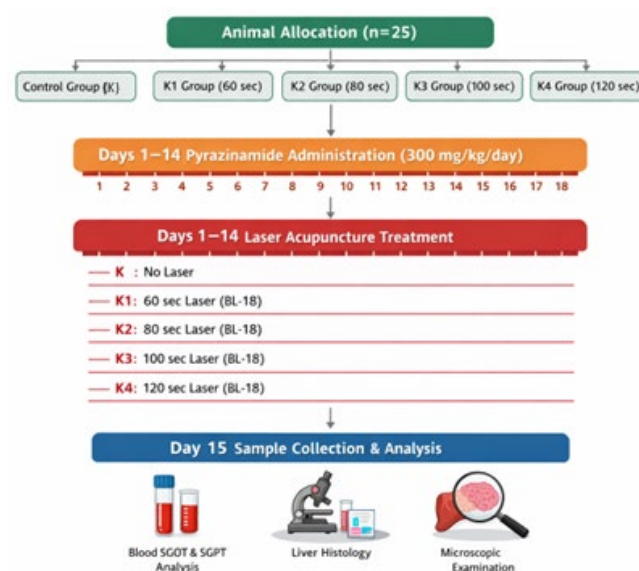 Animal Allocation (n=25)
Control Group (K)
K1 Group (60 sec)
K2 Group (80 sec)
K3 Group (100 sec)
K4 Group (120 sec)
Days 1–14 Pyrazinamide Administration (300 mg/kg/day)
1 2 3 4 5 6 7 8 9 10 11 12 13 14 15 16 17 18
Days 1–14 Laser Acupuncture Treatment
K : No Laser
K1: 60 sec Laser (BL-18)
K2: 80 sec Laser (BL-18)
K3: 100 sec Laser (BL-18)
K4: 120 sec Laser (BL-18)
Day 15 Sample Collection & Analysis
Blood SGOT & SGPT
Analysis
Liver Histology
Microscopic
Examination